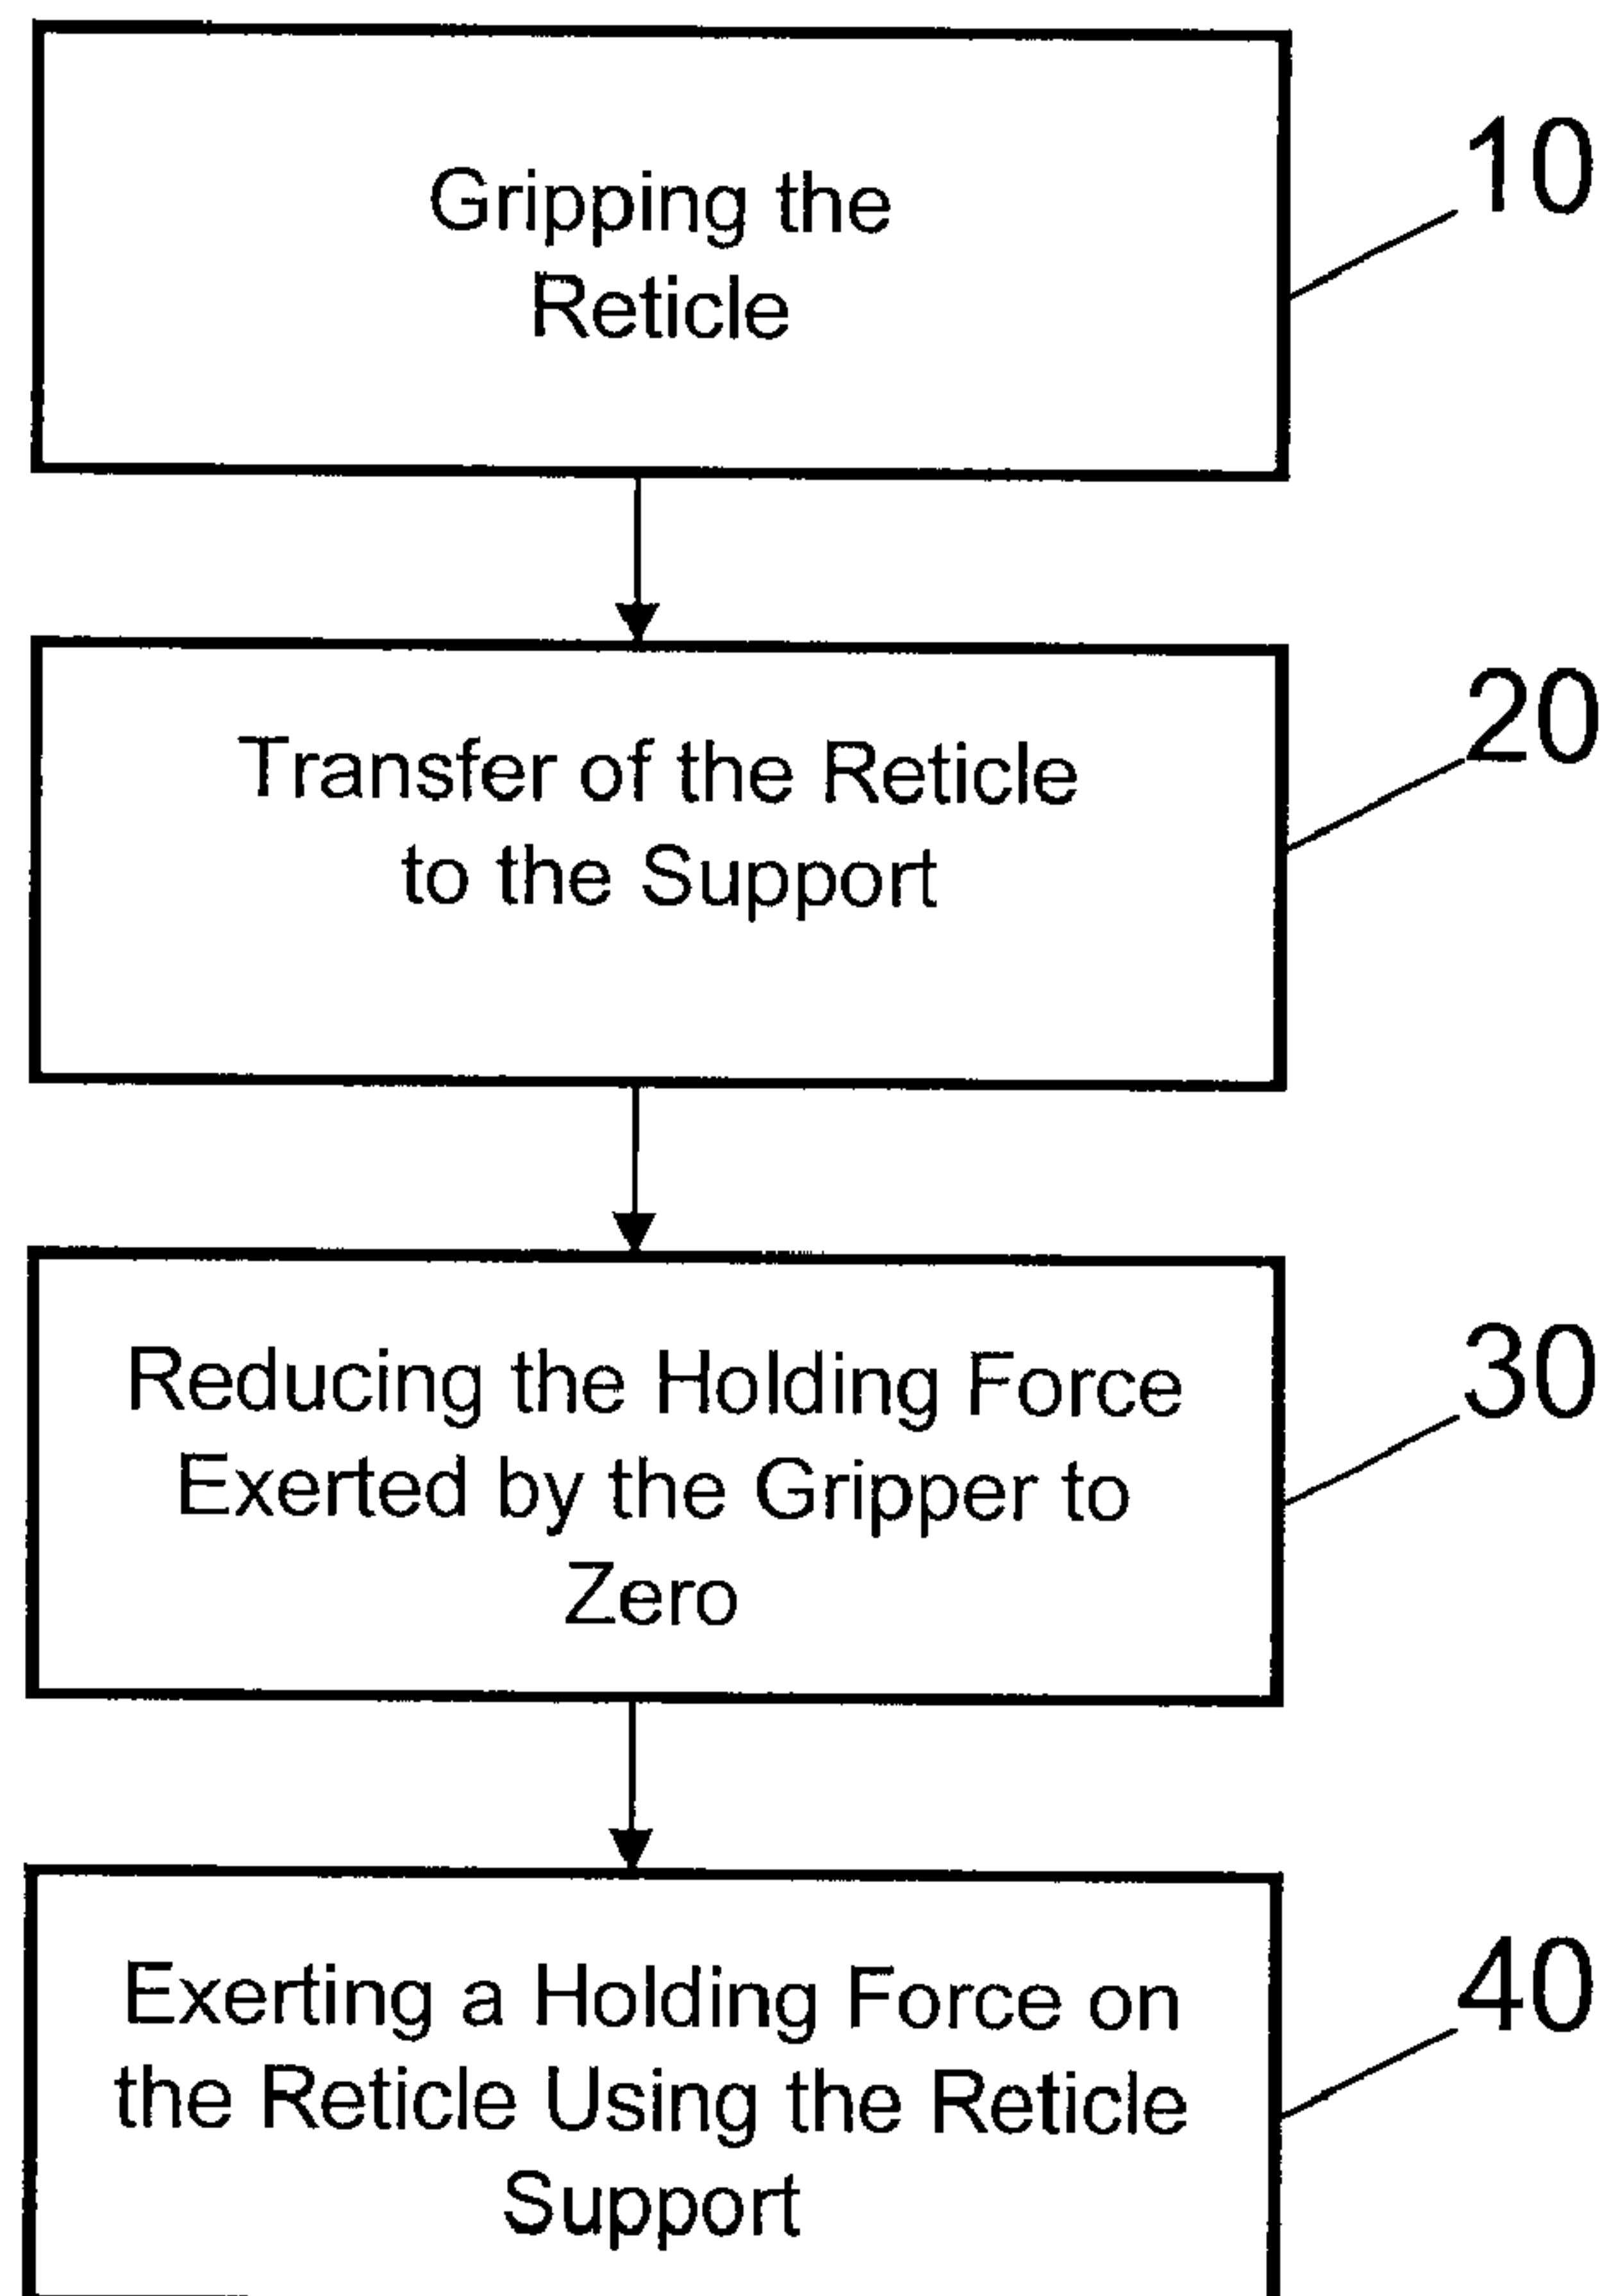 Gripping the
Reticle
10
Transfer of the Reticle
to the Support
20
Reducing the Holding Force
Exerted by the Gripper to
Zero
30
Exerting a Holding Force on
the Reticle Using the Reticle
Support
40